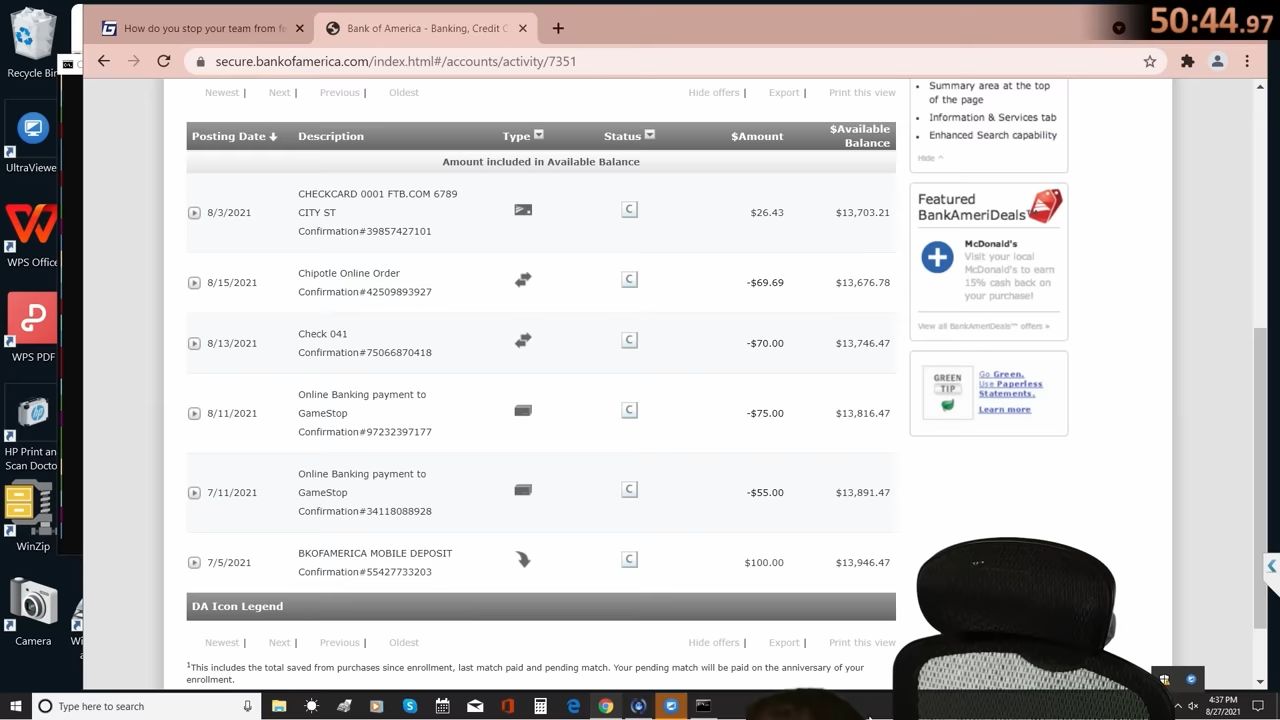 50:44.97
How do you stop your team from fe
Bank of America - Banking, Credit C
secure.bankofamerica.com/index.html#/accounts/activity/7351
Recycle Bin
UltraViewer
WPS Office
WPS PDF
HP Print and
Scan Docto
WinZip
Camera
Newest |
Next |
Previous |
Oldest
Hide offers |
Export |
Print this view
Posting Date
Description
Type
Status
$Amount
$Available
Balance
Amount included in Available Balance
8/3/2021
CHECKCARD 0001 FTB.COM 6789
CITY ST
Confirmation#39857427101
C
$26.43
$13,703.21
8/15/2021
Chipotle Online Order
Confirmation#42509893927
C
-$69.69
$13,676.78
8/13/2021
Check 041
Confirmation#75066870418
C
-$70.00
$13,746.47
8/11/2021
Online Banking payment to
GameStop
Confirmation#97232397177
C
-$75.00
$13,816.47
7/11/2021
Online Banking payment to
GameStop
Confirmation#34118088928
C
-$55.00
$13,891.47
7/5/2021
BKOFAMERICA MOBILE DEPOSIT
Confirmation#55427733203
C
$100.00
$13,946.47
DA Icon Legend
Newest |
Next |
Previous |
Oldest
Hide offers |
Export |
Print this view
1This includes the total saved from purchases since enrollment, last match paid and pending match. Your pending match will be paid on the anniversary of your
enrollment.
Summary area at the top
of the page
Information & Services tab
Enhanced Search capability
Hide
Featured
BankAmeriDeals™
McDonald's
Visit your local
McDonald's to earn
15% cash back on
your purchase!
View all BankAmeriDeals™ offers »
GREEN
TIP
Go Green.
Use Paperless
Statements.
Learn more
Type here to search
4:37 PM
8/27/2021